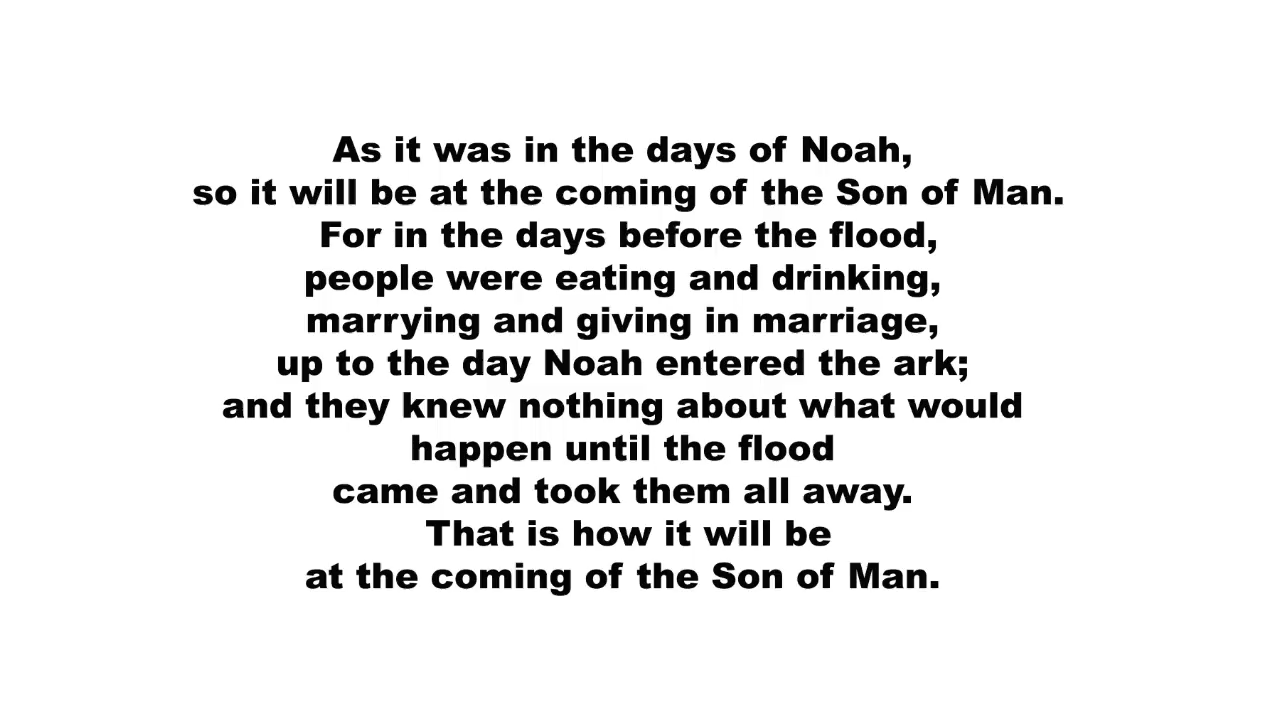 As it was in the days of Noah,
so it will be at the coming of the Son of Man.
For in the days before the flood,
people were eating and drinking,
marrying and giving in marriage,
up to the day Noah entered the ark;
and they knew nothing about what would
happen until the flood
came and took them all away.
That is how it will be
at the coming of the Son of Man.